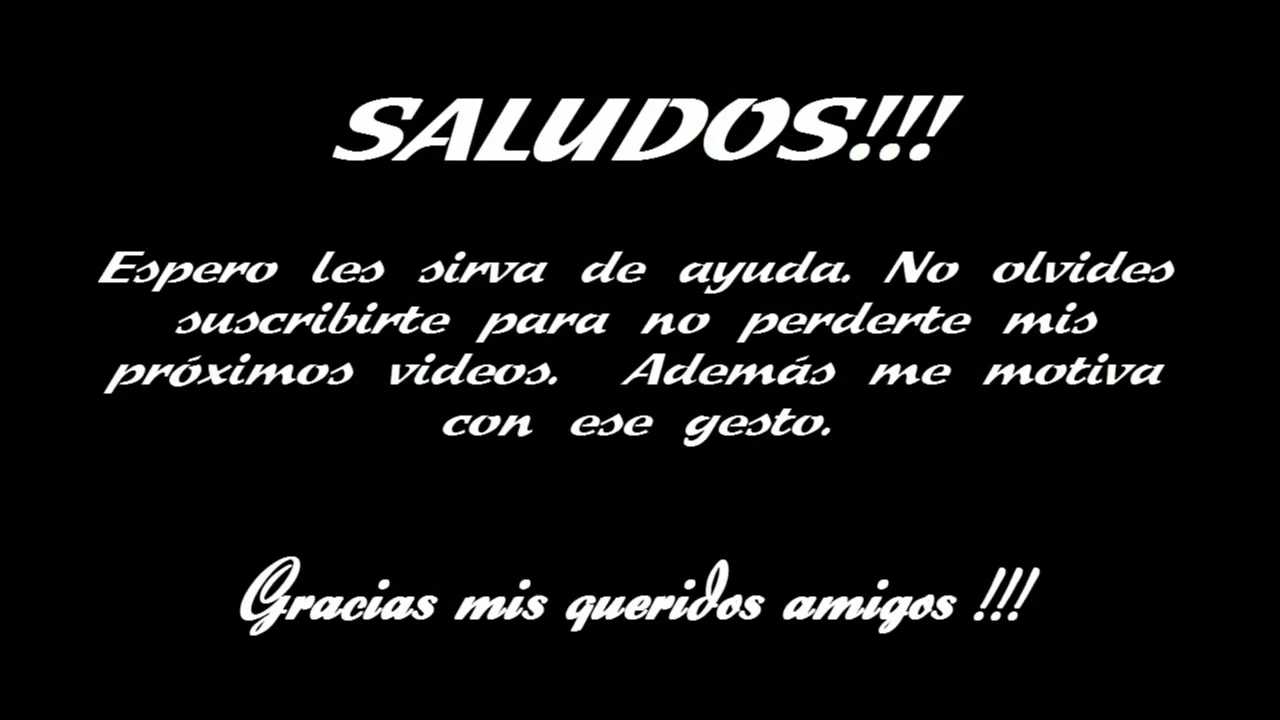 SALUDOS!!!
Espero les sirva de ayuda. No olvides
suscribirte para no perderte mis
próximos videos. Además me motiva
con ese gesto.
Gracias mis queridos amigos !!!